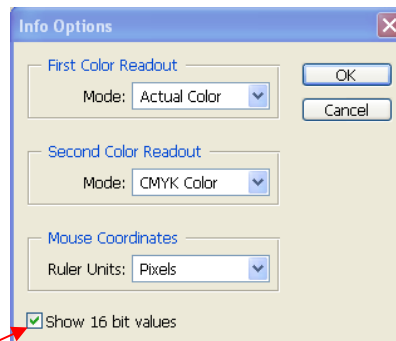 Info Options
First Color Readout
OK
Mode: Actual Color
Cancel
Second Color Readout
Mode: CMYK Color
Mouse Coordinates
Ruler Units: Pixels
Show 16 bit values